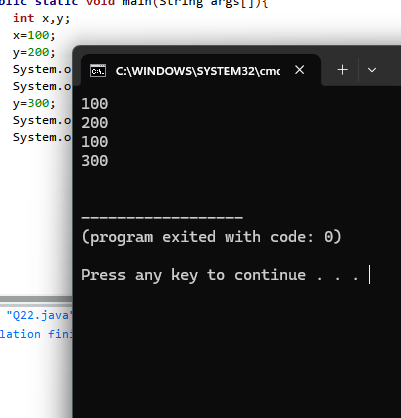 blic static void main(String args[]){
int x,y;
x=100;
y=200;
System.o
System.o
y=300;
System.o
System.o
C:\WINDOWS\SYSTEM32\cmd
100
200
100
300
------------------
(program exited with code: 0)
Press any key to continue . . .
"Q22.java"
lation fini